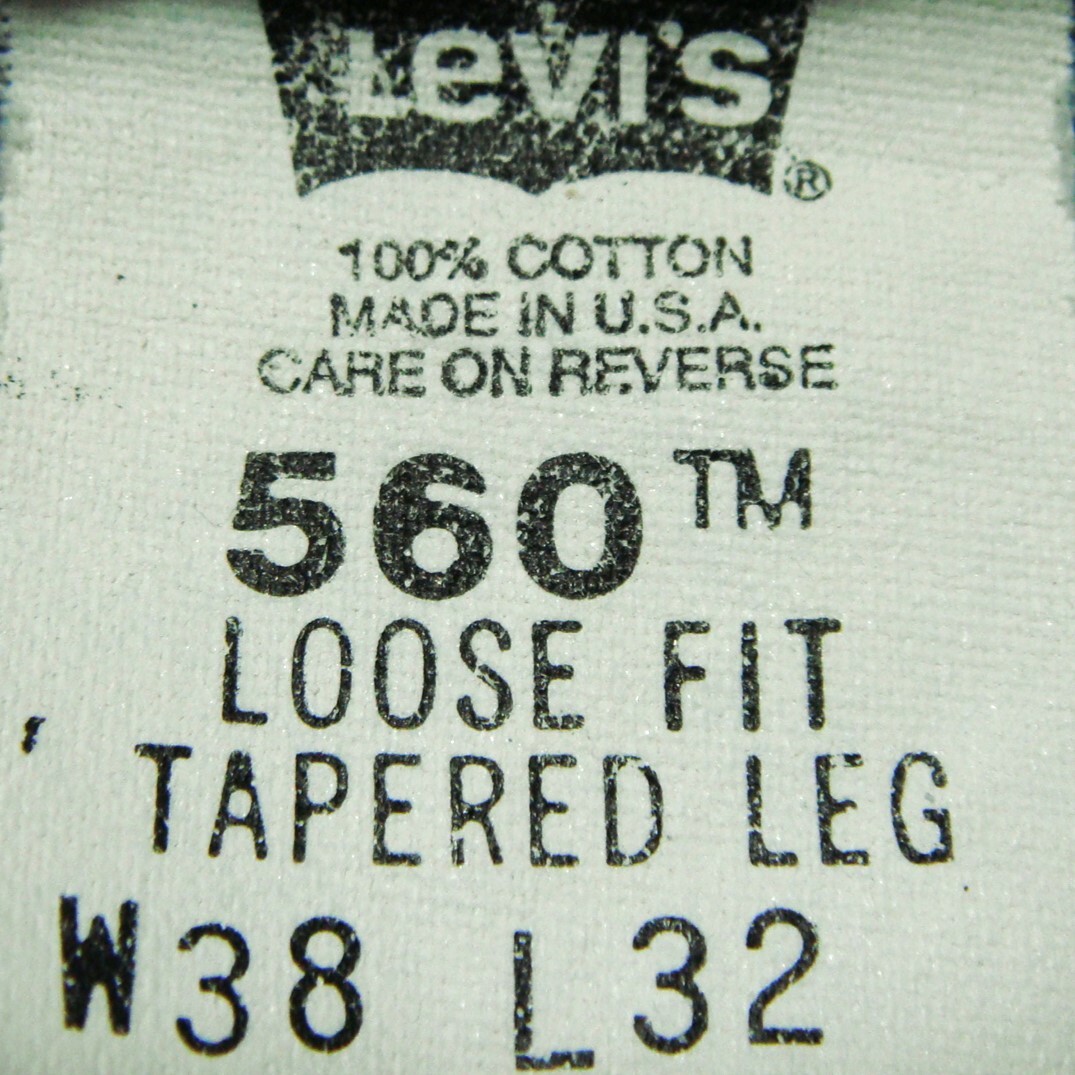 Levi's ®
100% COTTON
MADE IN U.S.A.
CARE ON REVERSE
560™
LOOSE FIT
TAPERED LEG
W38 L32